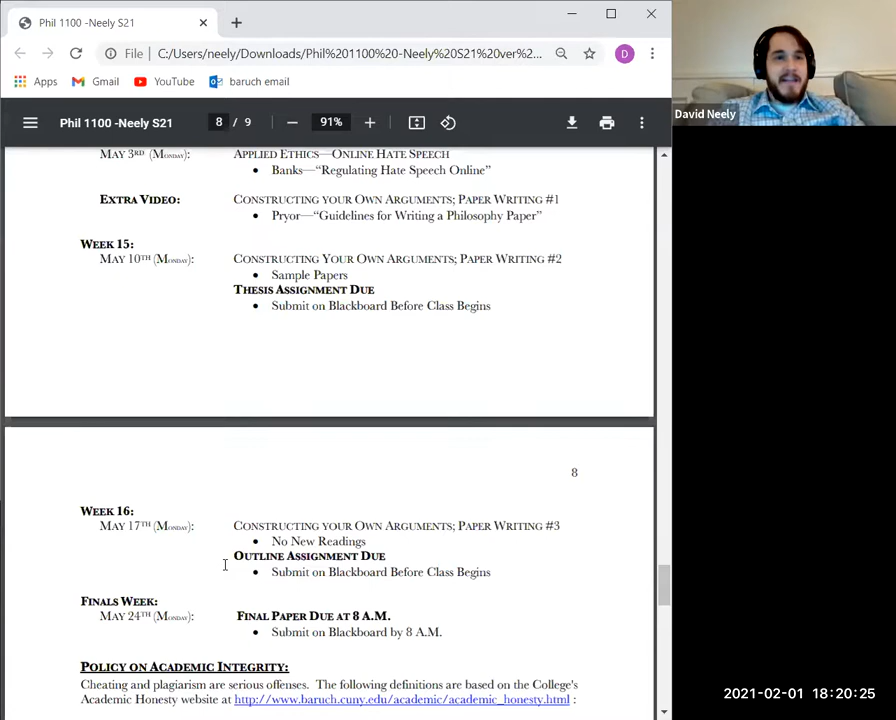 Phil 1100 -Neely S21
File
C:/Users/neely/Downloads/Phil%201100%20-Neely%20S21%20ver%2...
D
Apps
Gmail
YouTube
baruch email
Phil 1100 -Neely S21
8 / 9
91%
MAY 3RD (MONDAY):
APPLIED ETHICS—ONLINE HATE SPEECH
• Banks—“Regulating Hate Speech Online”
EXTRA VIDEO:
CONSTRUCTING YOUR OWN ARGUMENTS; PAPER WRITING #1
• Pryor—“Guidelines for Writing a Philosophy Paper”
WEEK 15:
MAY 10TH (MONDAY):
CONSTRUCTING YOUR OWN ARGUMENTS; PAPER WRITING #2
• Sample Papers
THESIS ASSIGNMENT DUE
• Submit on Blackboard Before Class Begins
8
WEEK 16:
MAY 17TH (MONDAY):
CONSTRUCTING YOUR OWN ARGUMENTS; PAPER WRITING #3
• No New Readings
OUTLINE ASSIGNMENT DUE
• Submit on Blackboard Before Class Begins
FINALS WEEK:
MAY 24TH (MONDAY):
FINAL PAPER DUE AT 8 A.M.
• Submit on Blackboard by 8 A.M.
POLICY ON ACADEMIC INTEGRITY:
Cheating and plagiarism are serious offenses. The following definitions are based on the College's
Academic Honesty website at http://www.baruch.cuny.edu/academic/academic_honesty.html :
David Neely
2021-02-01 18:20:25